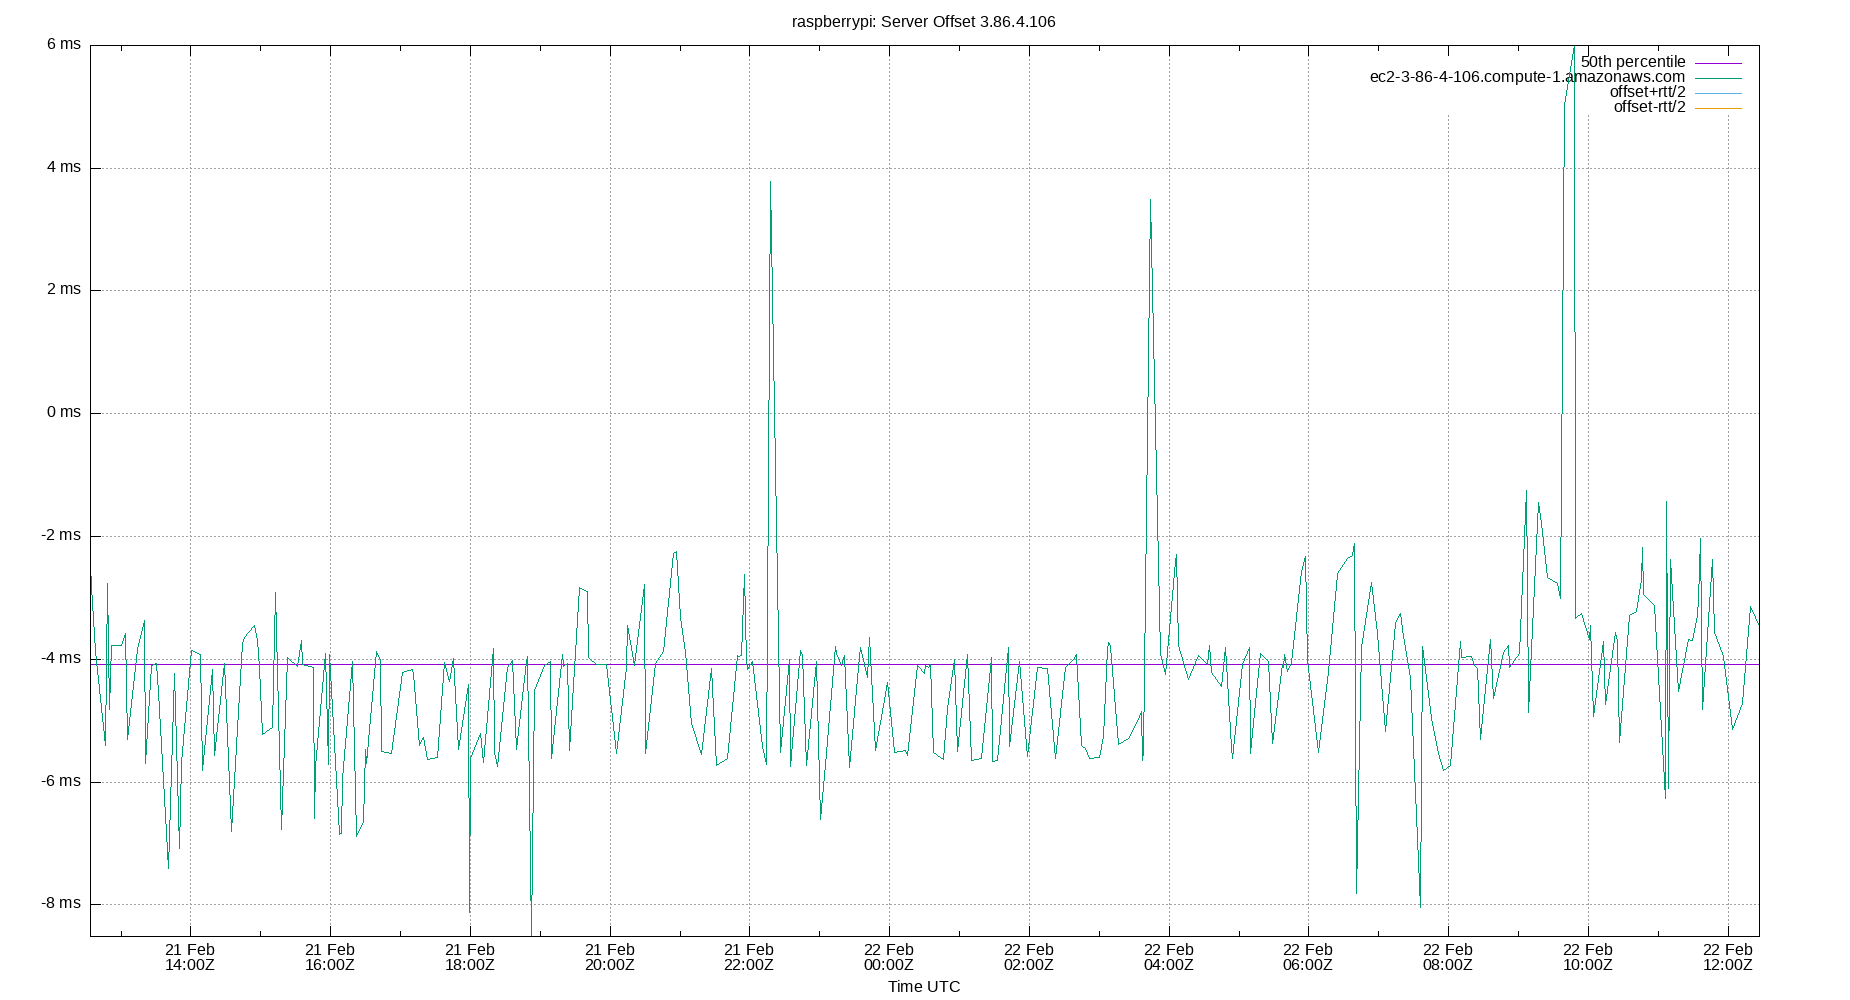 raspberrypi: Server Offset 3.86.4.106
6 ms
4 ms
2 ms
0 ms
-2 ms
-4 ms
-6 ms
-8 ms
50th percentile
ec2-3-86-4-106.compute-1.amazonaws.com
offset+rtt/2
offset-rtt/2
21 Feb 21 Feb 21 Feb 21 Feb 21 Feb 22 Feb 22 Feb 22 Feb 22 Feb 22 Feb 22 Feb 22 Feb
14:00Z 16:00Z 18:00Z 20:00Z 22:00Z 00:00Z 02:00Z 04:00Z 06:00Z 08:00Z 10:00Z 12:00Z
Time UTC